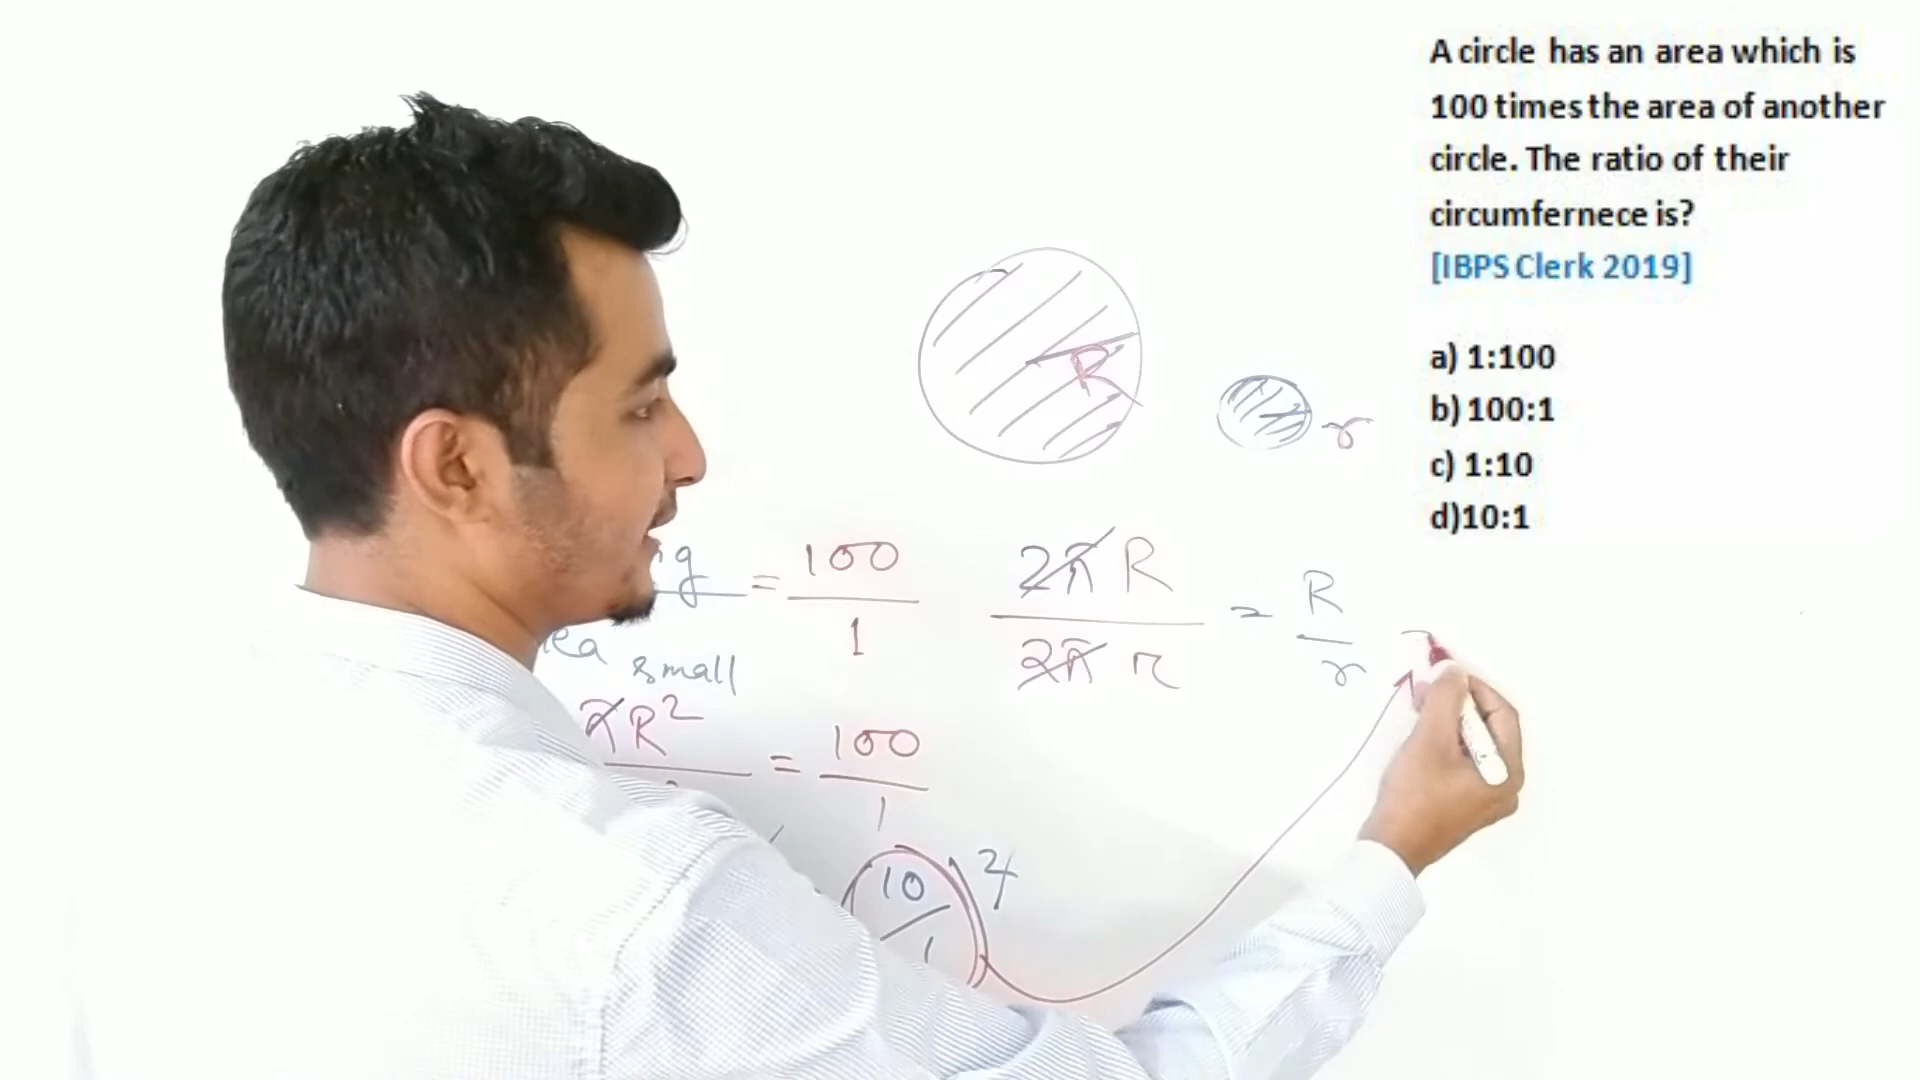 A circle has an area which is
100 times the area of another
circle. The ratio of their
circumfernece is?
[IBPS Clerk 2019]
a) 1:100
b) 100:1
c) 1:10
d)10:1
R
r
= 100
1
small
πR²
= 100
1
10
1
2
2πR
2πr
= R
r